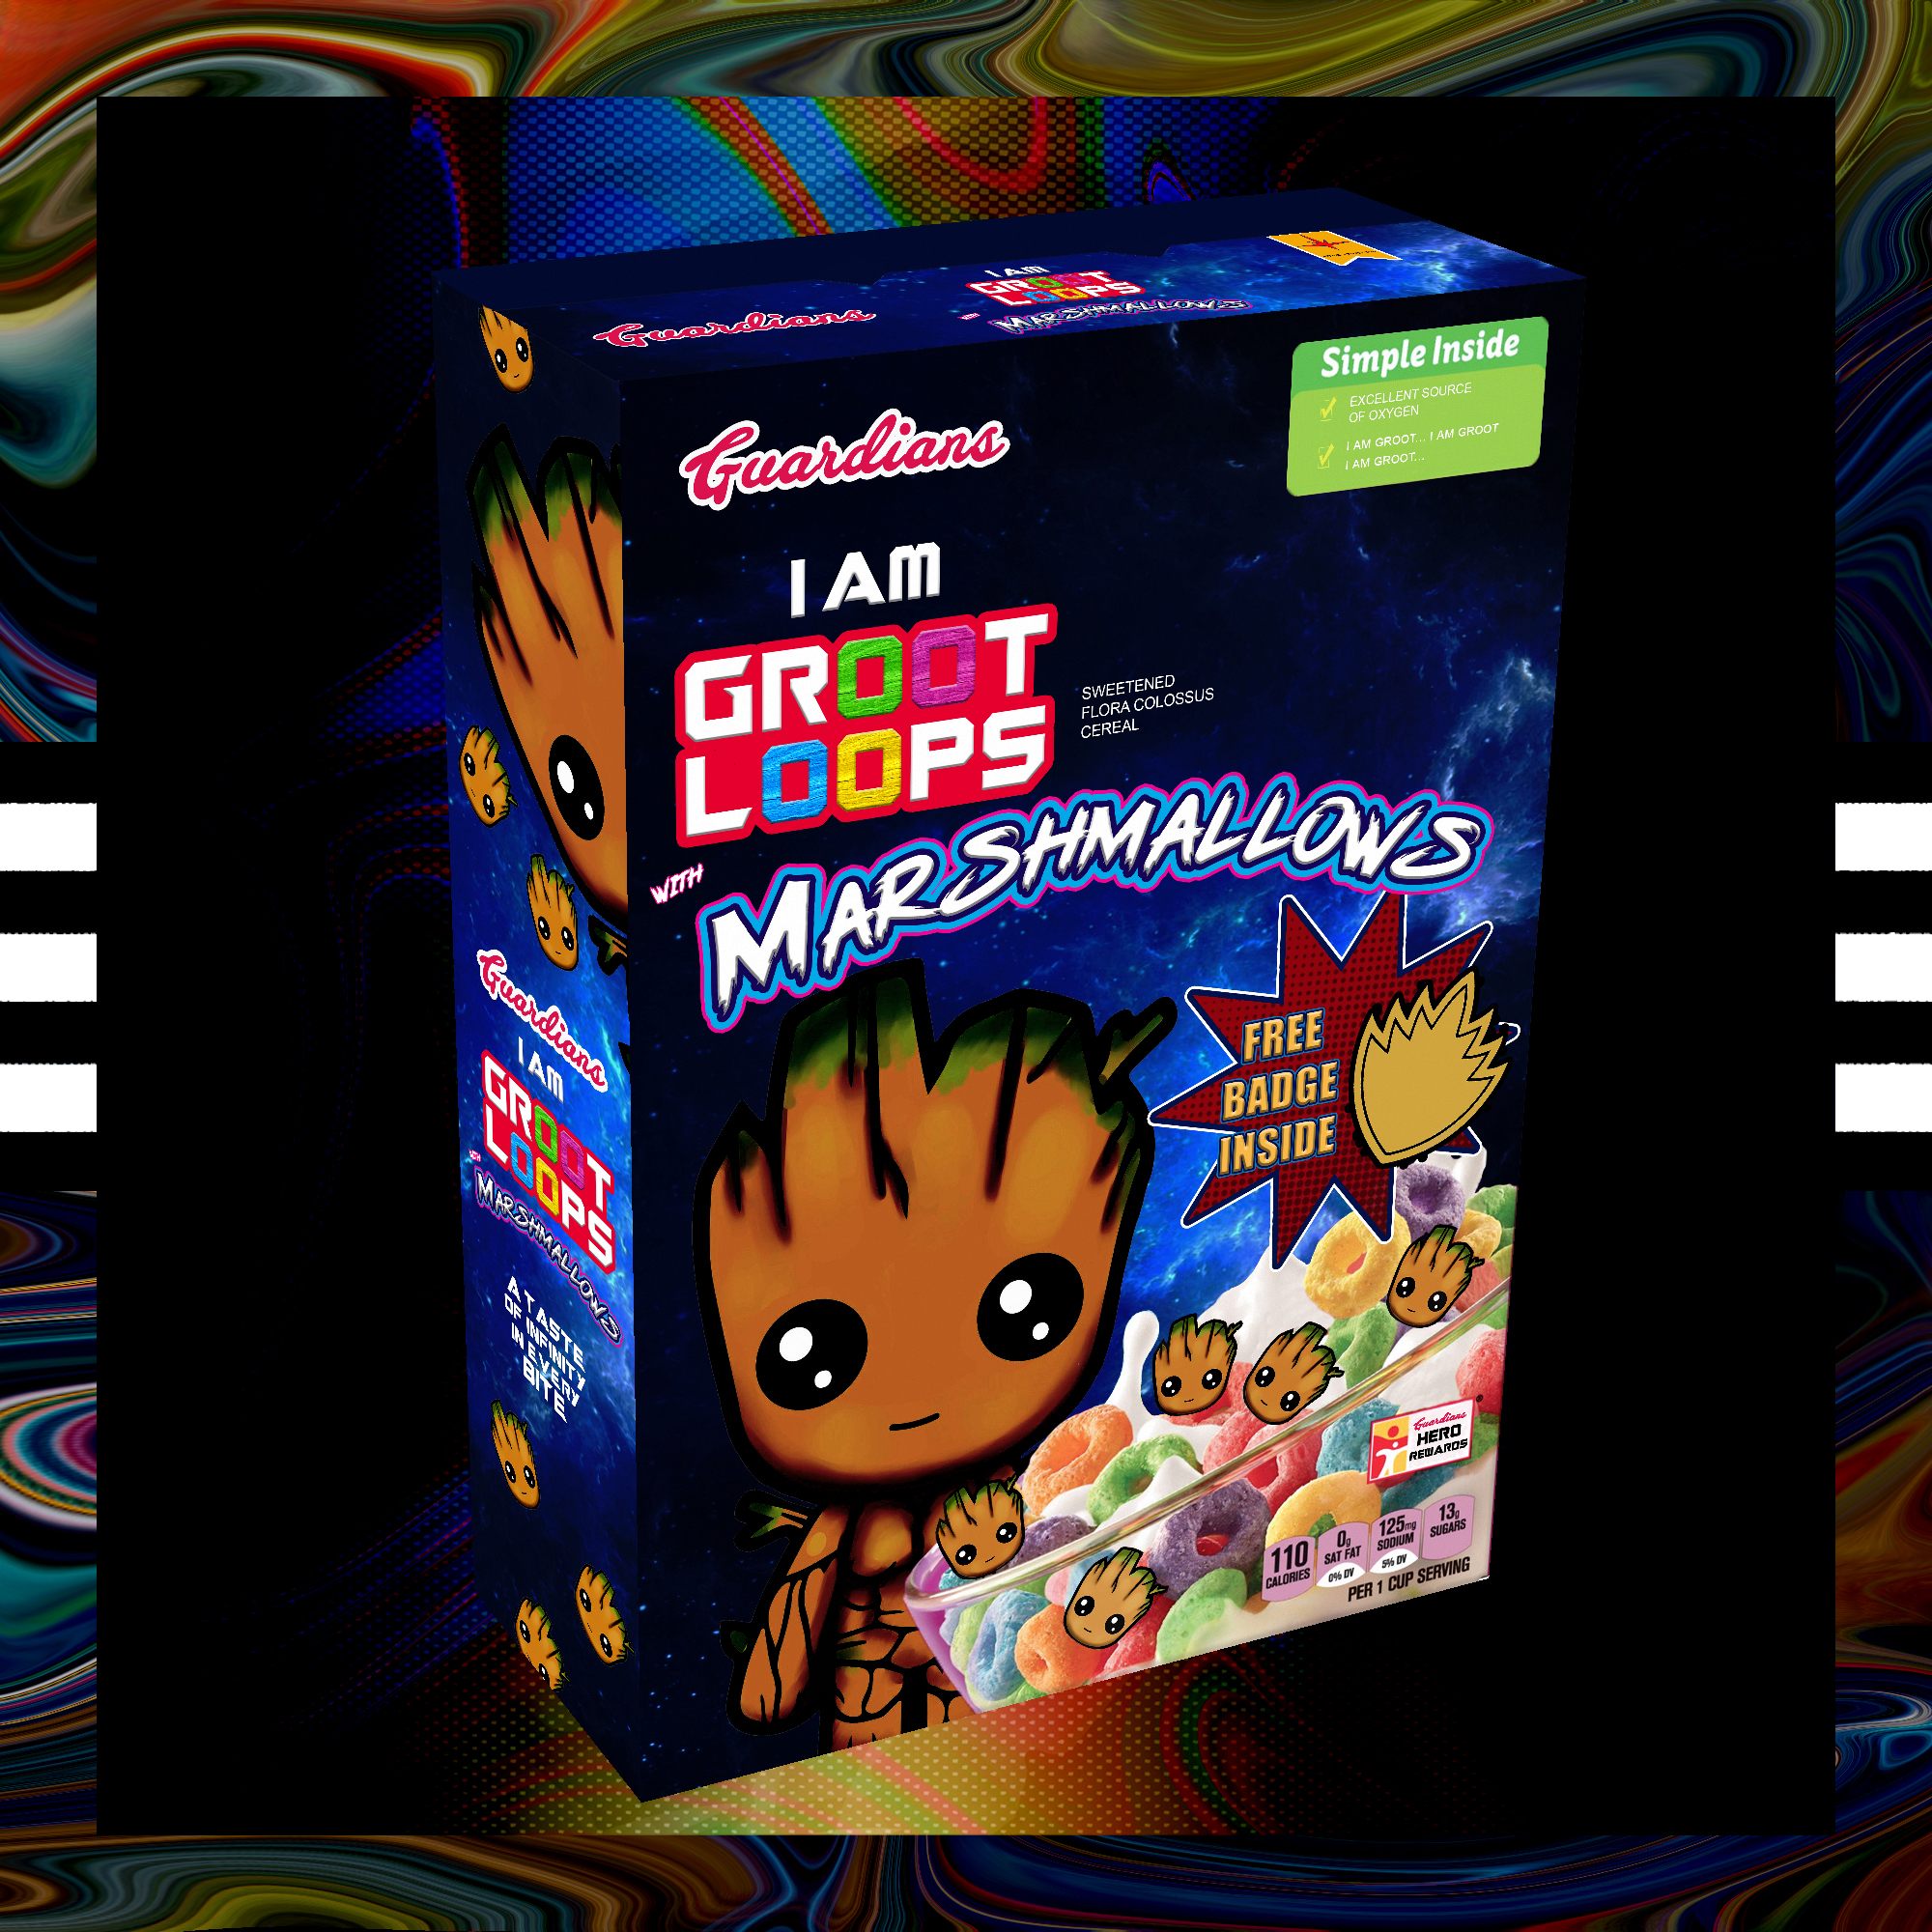 Guardians
I AM
GROOT
LOOPS
WITH
MARSHMALLOWS
Simple Inside
EXCELLENT SOURCE
OF OXYGEN
I AM GROOT... I AM GROOT
I AM GROOT...
Guardians
I AM
GROOT
LOOPS
SWEETENED
FLORA COLOSSUS
CEREAL
WITH
MARSHMALLOWS
FREE
BADGE
INSIDE
Guardians
HERO
REWARDS
110
CALORIES
0g
SAT FAT
0% DV
125mg
SODIUM
5% DV
13g
SUGARS
PER 1 CUP SERVING
Guardians
I AM
GROOT
LOOPS
WITH
MARSHMALLOWS
A TASTE
OF INFINITY
IN EVERY
BITE